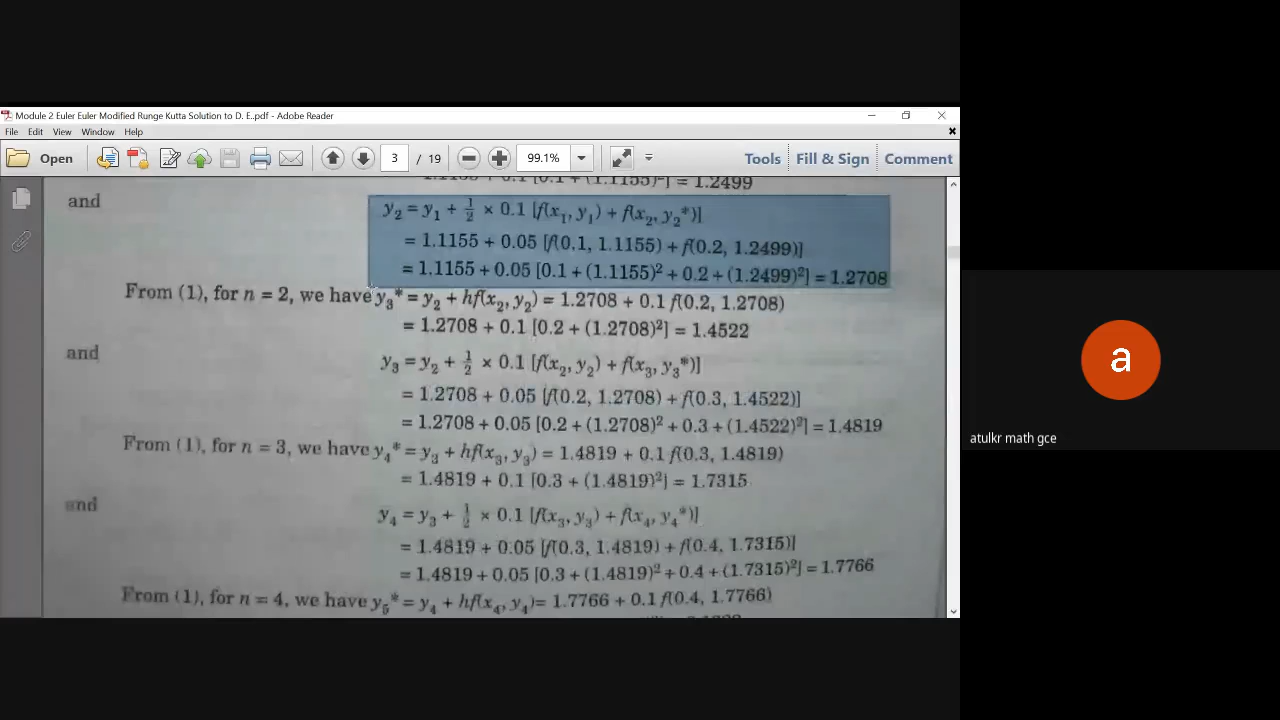 Module 2 Euler Euler Modified Runge Kutta Solution to D. E..pdf - Adobe Reader
File Edit View Window Help
Open 3 / 19 99.1% Tools Fill & Sign Comment
1.1155 + 0.1 [0.1 + (1.1155)²] = 1.2499
and y₂ = y₁ + ½ × 0.1 [f(x₁, y₁) + f(x₂, y₂*)]
= 1.1155 + 0.05 [f(0.1, 1.1155) + f(0.2, 1.2499)]
= 1.1155 + 0.05 [0.1 + (1.1155)² + 0.2 + (1.2499)²] = 1.2708
From (1), for n = 2, we have y₃* = y₂ + hf(x₂, y₂) = 1.2708 + 0.1 f(0.2, 1.2708)
= 1.2708 + 0.1 [0.2 + (1.2708)²] = 1.4522
and y₃ = y₂ + ½ × 0.1 [f(x₂, y₂) + f(x₃, y₃*)]
= 1.2708 + 0.05 [f(0.2, 1.2708) + f(0.3, 1.4522)]
= 1.2708 + 0.05 [0.2 + (1.2708)² + 0.3 + (1.4522)²] = 1.4819
From (1), for n = 3, we have y₄* = y₃ + hf(x₃, y₃) = 1.4819 + 0.1 f(0.3, 1.4819)
= 1.4819 + 0.1 [0.3 + (1.4819)²] = 1.7315
and y₄ = y₃ + ½ × 0.1 [f(x₃, y₃) + f(x₄, y₄*)]
= 1.4819 + 0.05 [f(0.3, 1.4819) + f(0.4, 1.7315)]
= 1.4819 + 0.05 [0.3 + (1.4819)² + 0.4 + (1.7315)²] = 1.7766
From (1), for n = 4, we have y₅* = y₄ + hf(x₄, y₄) = 1.7766 + 0.1 f(0.4, 1.7766)
a
atulkr math gce